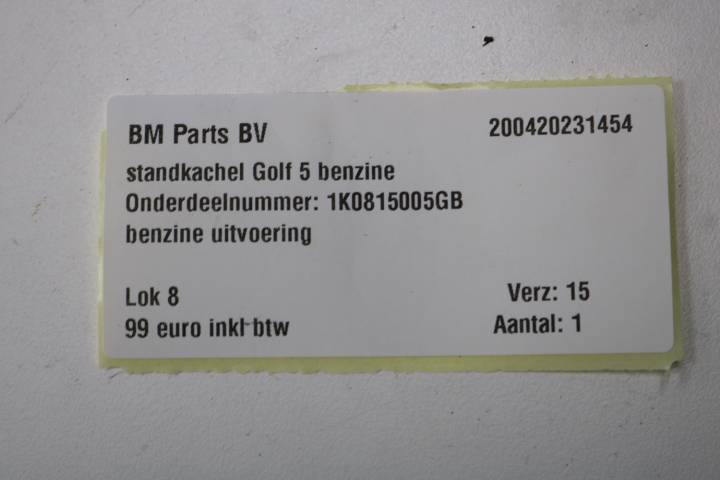 BM Parts BV 200420231454
standkachel Golf 5 benzine
Onderdeelnummer: 1K0815005GB
benzine uitvoering
Lok 8 Verz: 15
99 euro inkl btw Aantal: 1